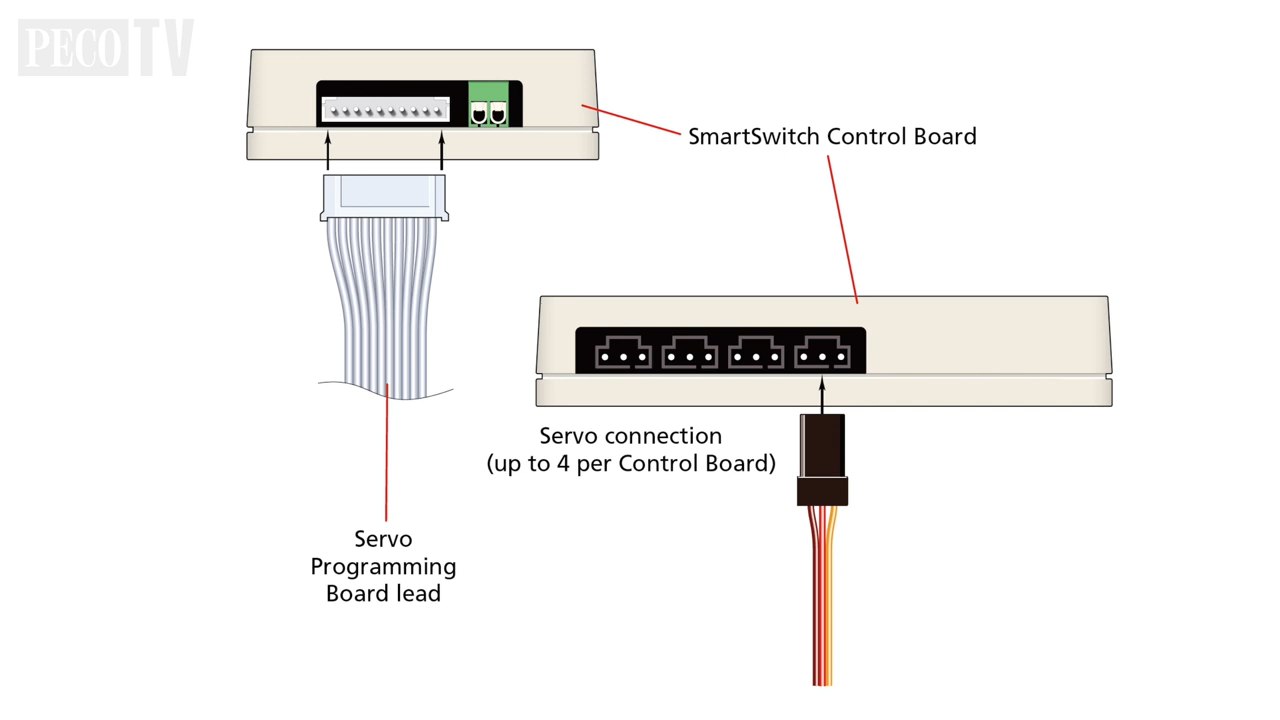 PECO TV
SmartSwitch Control Board
Servo connection
(up to 4 per Control Board)
Servo
Programming
Board lead